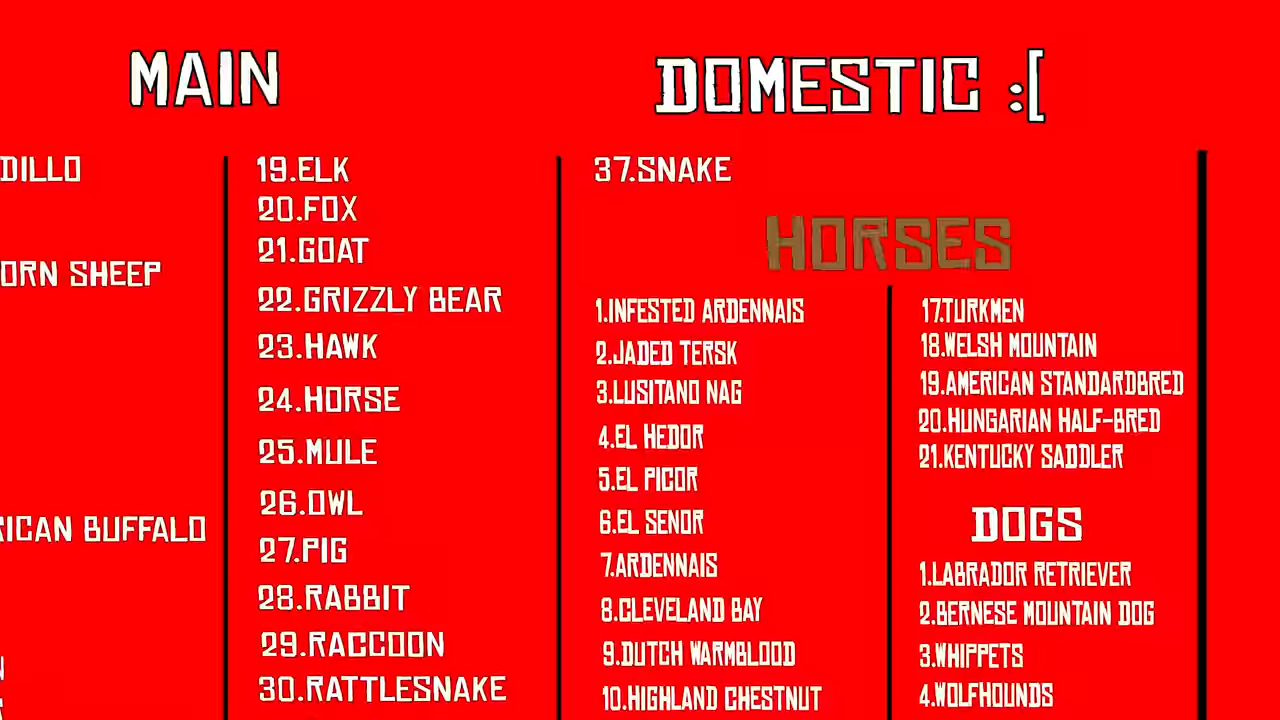 MAIN
DOMESTIC :[
DILLO
ORN SHEEP
BUFFALO
19.ELK
20.FOX
21.GOAT
22.GRIZZLY BEAR
23.HAWK
24.HORSE
25.MULE
26.OWL
27.PIG
28.RABBIT
29.RACCOON
30.RATTLESNAKE
37.SNAKE
HORSES
1.INFESTED ARDENNAIS
2.JADED TERSK
3.LUSITANO NAG
4.EL HEDOR
5.EL PICOR
6.EL SENOR
7.ARDENNAIS
8.CLEVELAND BAY
9.DUTCH WARMBLOOD
10.HIGHLAND CHESTNUT
17.TURKMEN
18.WELSH MOUNTAIN
19.AMERICAN STANDARDBRED
20.HUNGARIAN HALF-BRED
21.KENTUCKY SADDLER
DOGS
1.LABRADOR RETRIEVER
2.BERNESE MOUNTAIN DOG
3.WHIPPETS
4.WOLFHOUNDS